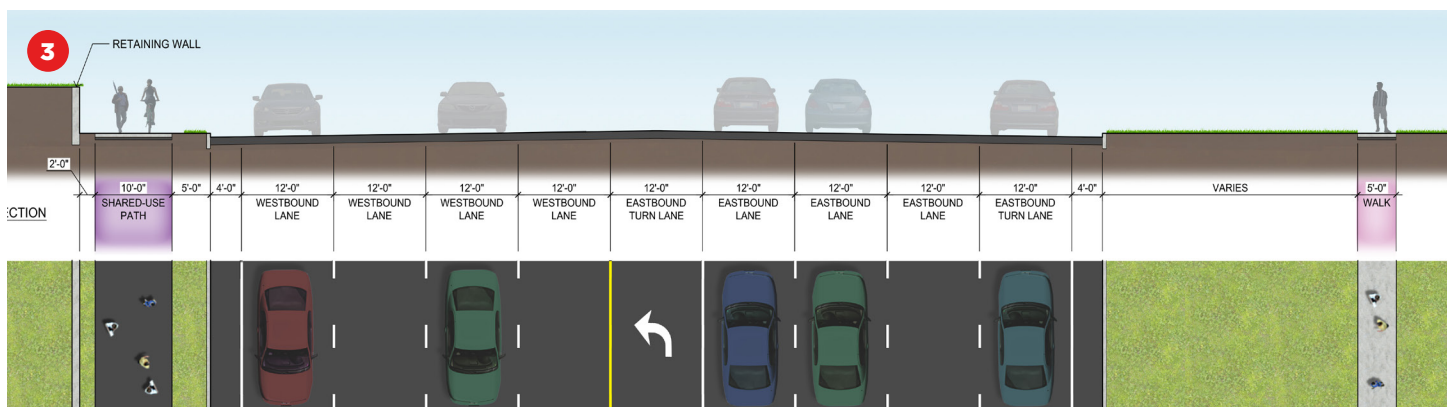 3
RETAINING WALL
2'-0"
10'-0" 5'-0" 4'-0" 12'-0" 12'-0" 12'-0" 12'-0" 12'-0" 12'-0" 12'-0" 12'-0" 12'-0" 4'-0" VARIES 5'-0"
SHARED-USE WESTBOUND WESTBOUND WESTBOUND WESTBOUND EASTBOUND EASTBOUND EASTBOUND EASTBOUND EASTBOUND WALK
ECTION PATH LANE LANE LANE LANE TURN LANE LANE LANE LANE TURN LANE